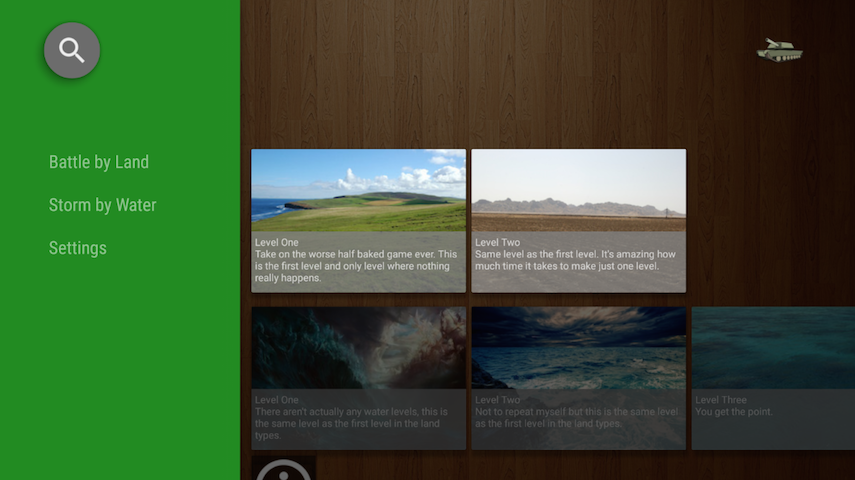 Battle by Land
Storm by Water
Settings
Level One
Take on the worse half baked game ever. This
is the first level and only level where nothing
really happens.
Level Two
Same level as the first level. It's amazing how
much time it takes to make just one level.
Level One
There aren't actually any water levels, this is
the same level as the first level in the land
types.
Level Two
Not to repeat myself but this is the same level
as the first level in the land types.
Level Three
You get the point.